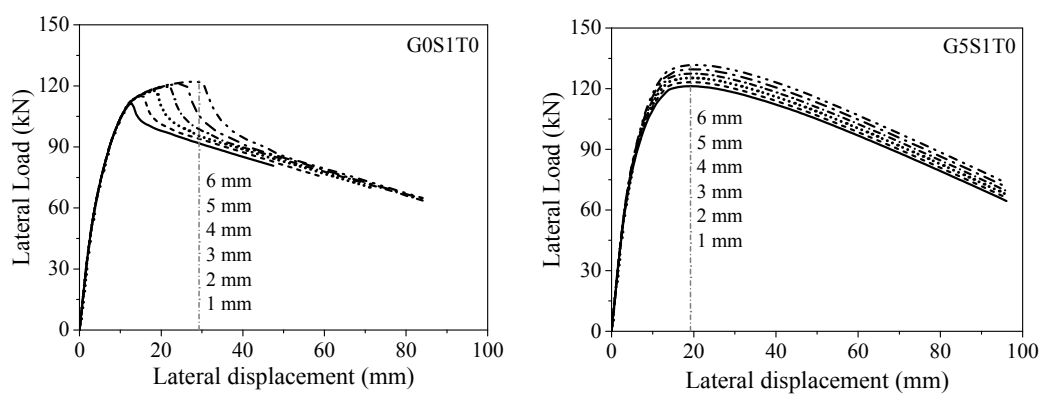 150
120
90
60
30
0
Lateral Load (kN)
G0S1T0
6 mm
5 mm
4 mm
3 mm
2 mm
1 mm
0 20 40 60 80 100
Lateral displacement (mm)
150
120
90
60
30
0
Lateral Load (kN)
G5S1T0
6 mm
5 mm
4 mm
3 mm
2 mm
1 mm
0 20 40 60 80 100
Lateral displacement (mm)